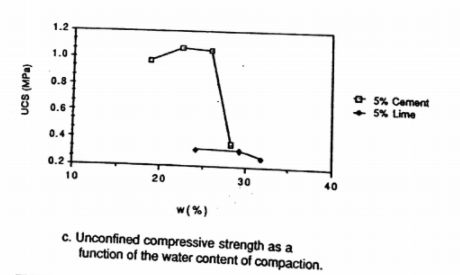 1.2
1.0
0.8
0.6
0.4
0.2
UCS (MPa)
10 20 30 40
w(%)
5% Cement
5% Lime
c. Unconfined compressive strength as a
function of the water content of compaction.